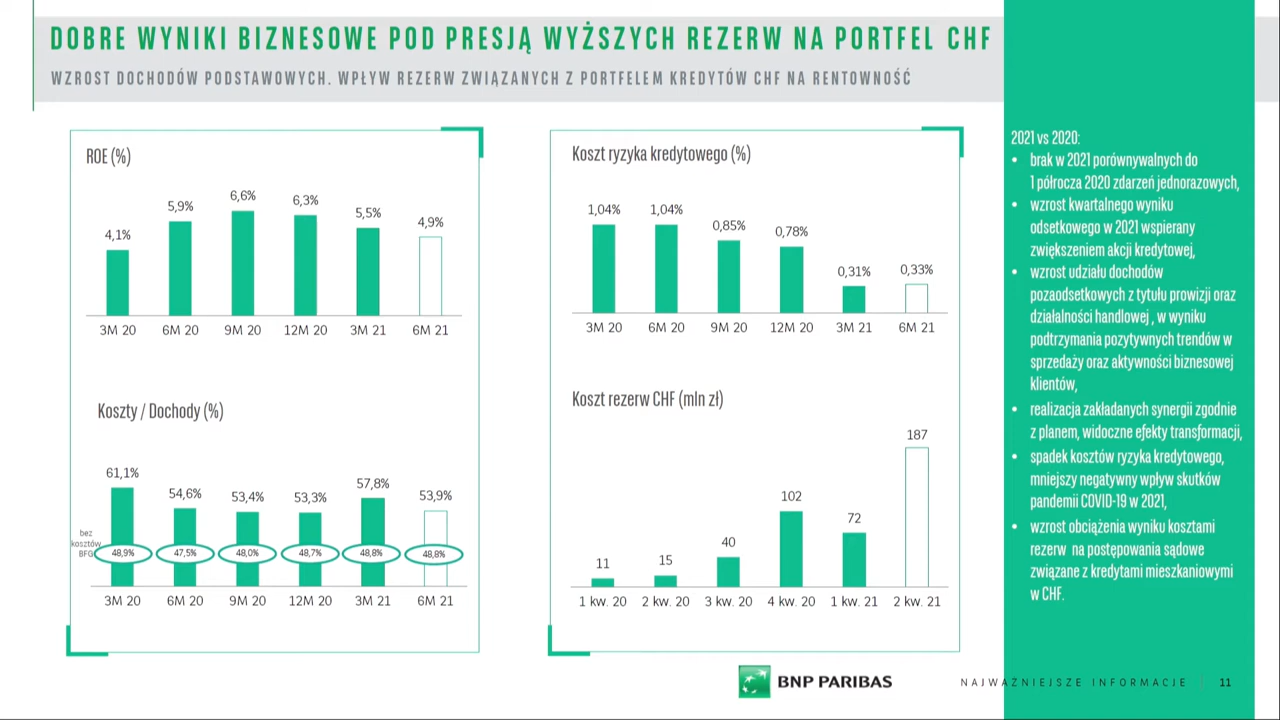 DOBRE WYNIKI BIZNESOWE POD PRESJĄ WYŻSZYCH REZERW NA PORTFEL CHF
WZROST DOCHODÓW PODSTAWOWYCH. WPŁYW REZERW ZWIĄZANYCH Z PORTFELEM KREDYTÓW CHF NA RENTOWNOŚĆ
ROE (%)
4,1% 5,9% 6,6% 6,3% 5,5% 4,9%
3M 20 6M 20 9M 20 12M 20 3M 21 6M 21
Koszt ryzyka kredytowego (%)
1,04% 1,04% 0,85% 0,78% 0,31% 0,33%
3M 20 6M 20 9M 20 12M 20 3M 21 6M 21
Koszty / Dochody (%)
61,1% 54,6% 53,4% 53,3% 57,8% 53,9%
bez
kosztów
BFG
48,9% 47,5% 48,0% 48,7% 48,8% 48,8%
3M 20 6M 20 9M 20 12M 20 3M 21 6M 21
Koszt rezerw CHF (mln zł)
11 15 40 102 72 187
1 kw. 20 2 kw. 20 3 kw. 20 4 kw. 20 1 kw. 21 2 kw. 21
2021 vs 2020:
• brak w 2021 porównywalnych do
1 półrocza 2020 zdarzeń jednorazowych,
• wzrost kwartalnego wyniku
odsetkowego w 2021 wspierany
zwiększeniem akcji kredytowej,
• wzrost udziału dochodów
pozaodsetkowych z tytułu prowizji oraz
działalności handlowej , w wyniku
podtrzymania pozytywnych trendów w
sprzedaży oraz aktywności biznesowej
klientów,
• realizacja zakładanych synergii zgodnie
z planem, widoczne efekty transformacji,
• spadek kosztów ryzyka kredytowego,
mniejszy negatywny wpływ skutków
pandemii COVID-19 w 2021,
• wzrost obciążenia wyniku kosztami
rezerw na postępowania sądowe
związane z kredytami mieszkaniowymi
w CHF.
BNP PARIBAS
NAJWAŻNIEJSZE INFORMACJE | 11